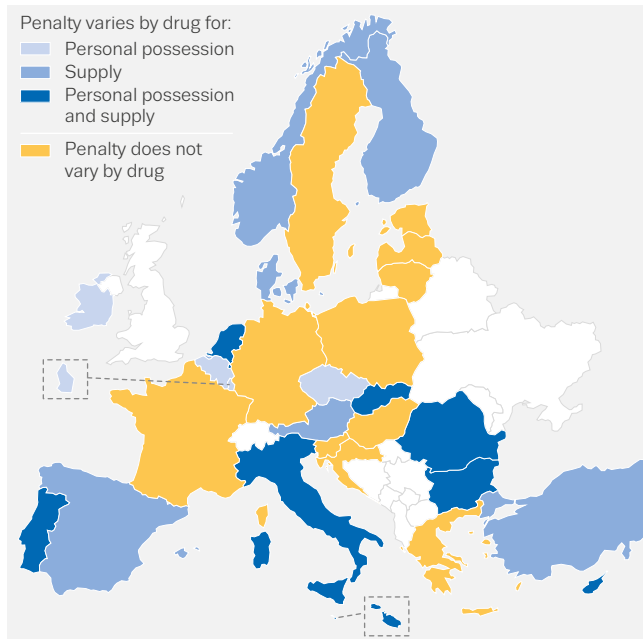 Penalty varies by drug for:
Personal possession
Supply
Personal possession
and supply
Penalty does not
vary by drug